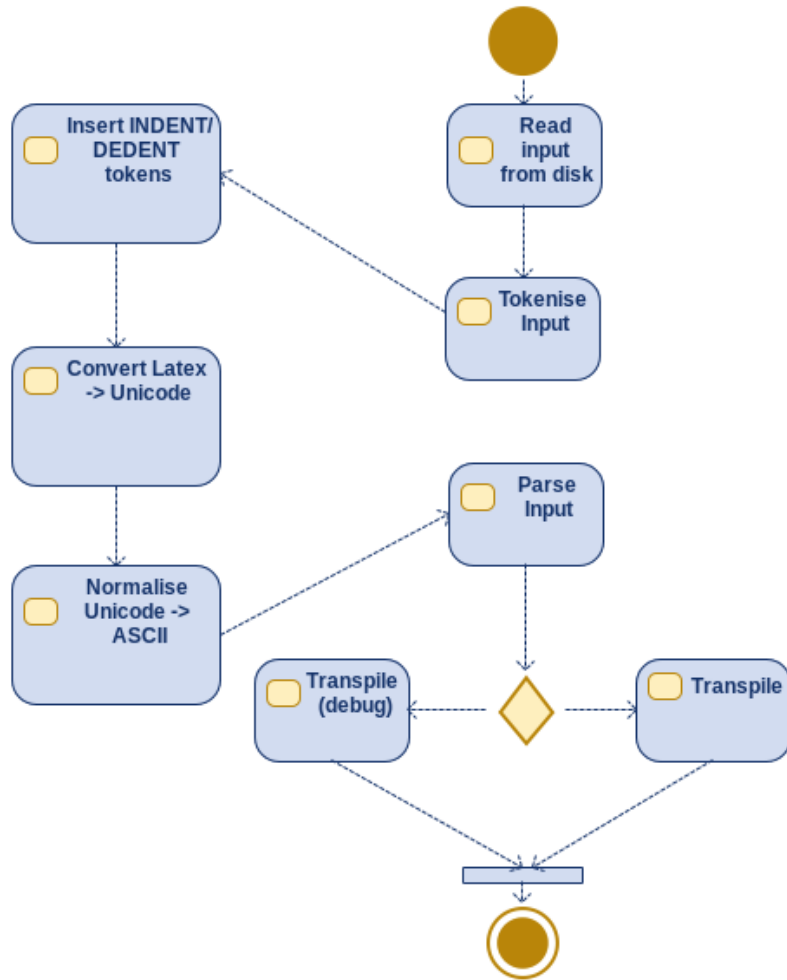 Read
input
from disk
Tokenise
Input
Insert INDENT/
DEDENT
tokens
Convert Latex
-> Unicode
Normalise
Unicode ->
ASCII
Parse
Input
Transpile
(debug)
Transpile